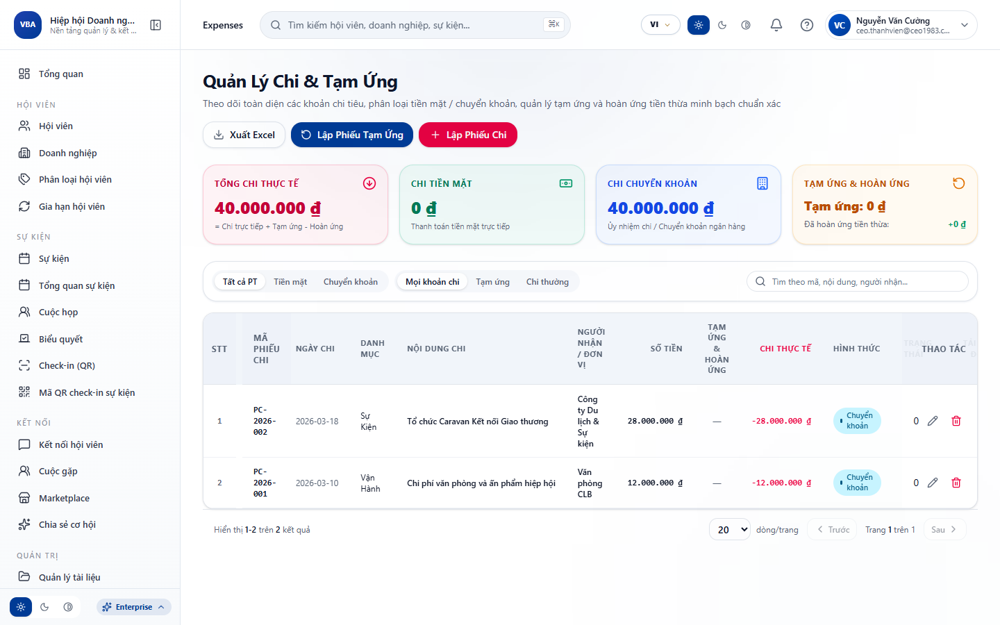 VBA
Hiệp hội Doanh ng...
Nền tảng quản lý & kết ...
Expenses
Tìm kiếm hội viên, doanh nghiệp, sự kiện...
⌘K
VI
VC
Nguyễn Văn Cường
ceo.thanhvien@ceo1983.c...
Tổng quan
HỘI VIÊN
Hội viên
Doanh nghiệp
Phân loại hội viên
Gia hạn hội viên
SỰ KIỆN
Sự kiện
Tổng quan sự kiện
Cuộc họp
Biểu quyết
Check-in (QR)
Mã QR check-in sự kiện
KẾT NỐI
Kết nối hội viên
Cuộc gặp
Marketplace
Chia sẻ cơ hội
QUẢN TRỊ
Quản lý tài liệu
Enterprise
Quản Lý Chi & Tạm Ứng
Theo dõi toàn diện các khoản chi tiêu, phân loại tiền mặt / chuyển khoản, quản lý tạm ứng và hoàn ứng tiền thừa minh bạch chuẩn xác
Xuất Excel
Lập Phiếu Tạm Ứng
Lập Phiếu Chi
TỔNG CHI THỰC TẾ
40.000.000 ₫
= Chi trực tiếp + Tạm ứng - Hoàn ứng
CHI TIỀN MẶT
0 ₫
Thanh toán tiền mặt trực tiếp
CHI CHUYỂN KHOẢN
40.000.000 ₫
Ủy nhiệm chi / Chuyển khoản ngân hàng
TẠM ỨNG & HOÀN ỨNG
Tạm ứng: 0 ₫
Đã hoàn ứng tiền thừa:
+0 ₫
Tất cả PT
Tiền mặt
Chuyển khoản
Mọi khoản chi
Tạm ứng
Chi thường
Tìm theo mã, nội dung, người nhận...
STT
MÃ
PHIẾU
CHI
NGÀY CHI
DANH
MỤC
NỘI DUNG CHI
NGƯỜI
NHẬN
/ ĐƠN
VỊ
SỐ TIỀN
TẠM
ỨNG
&
HOÀN
ỨNG
CHI THỰC TẾ
HÌNH THỨC
TRẠNG
THÁI
THAO TÁC
1
PC-
2026-
002
2026-03-18
Sự
Kiện
Tổ chức Caravan Kết nối Giao thương
Công
ty Du
lịch &
Sự
kiện
28.000.000 ₫
—
-28.000.000 ₫
Chuyển
khoản
0
2
PC-
2026-
001
2026-03-10
Vận
Hành
Chi phí văn phòng và ấn phẩm hiệp hội
Văn
phòng
CLB
12.000.000 ₫
—
-12.000.000 ₫
Chuyển
khoản
0
Hiển thị 1-2 trên 2 kết quả
20
dòng/trang
Trước
Trang 1 trên 1
Sau